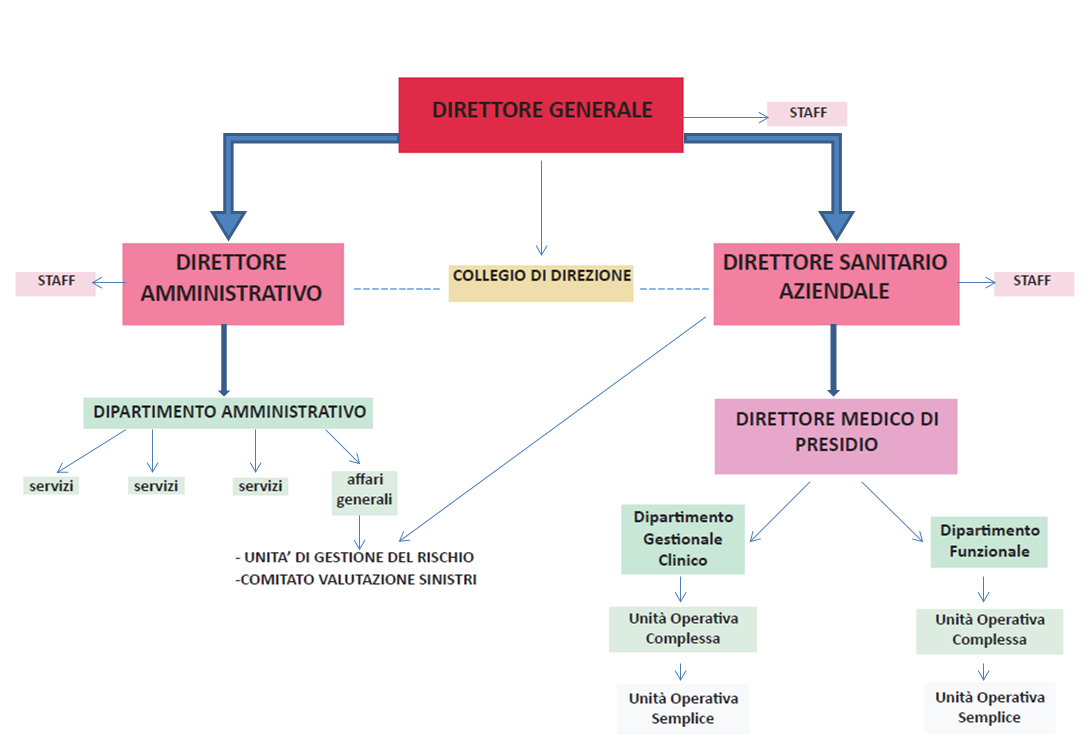 DIRETTORE GENERALE
STAFF
DIRETTORE
AMMINISTRATIVO
STAFF
COLLEGIO DI DIREZIONE
DIRETTORE SANITARIO
AZIENDALE
STAFF
DIPARTIMENTO AMMINISTRATIVO
servizi
servizi
servizi
affari
generali
- UNITA’ DI GESTIONE DEL RISCHIO
-COMITATO VALUTAZIONE SINISTRI
DIRETTORE MEDICO DI
PRESIDIO
Dipartimento
Gestionale
Clinico
Unità Operativa
Complessa
Unità Operativa
Semplice
Dipartimento
Funzionale
Unità Operativa
Complessa
Unità Operativa
Semplice